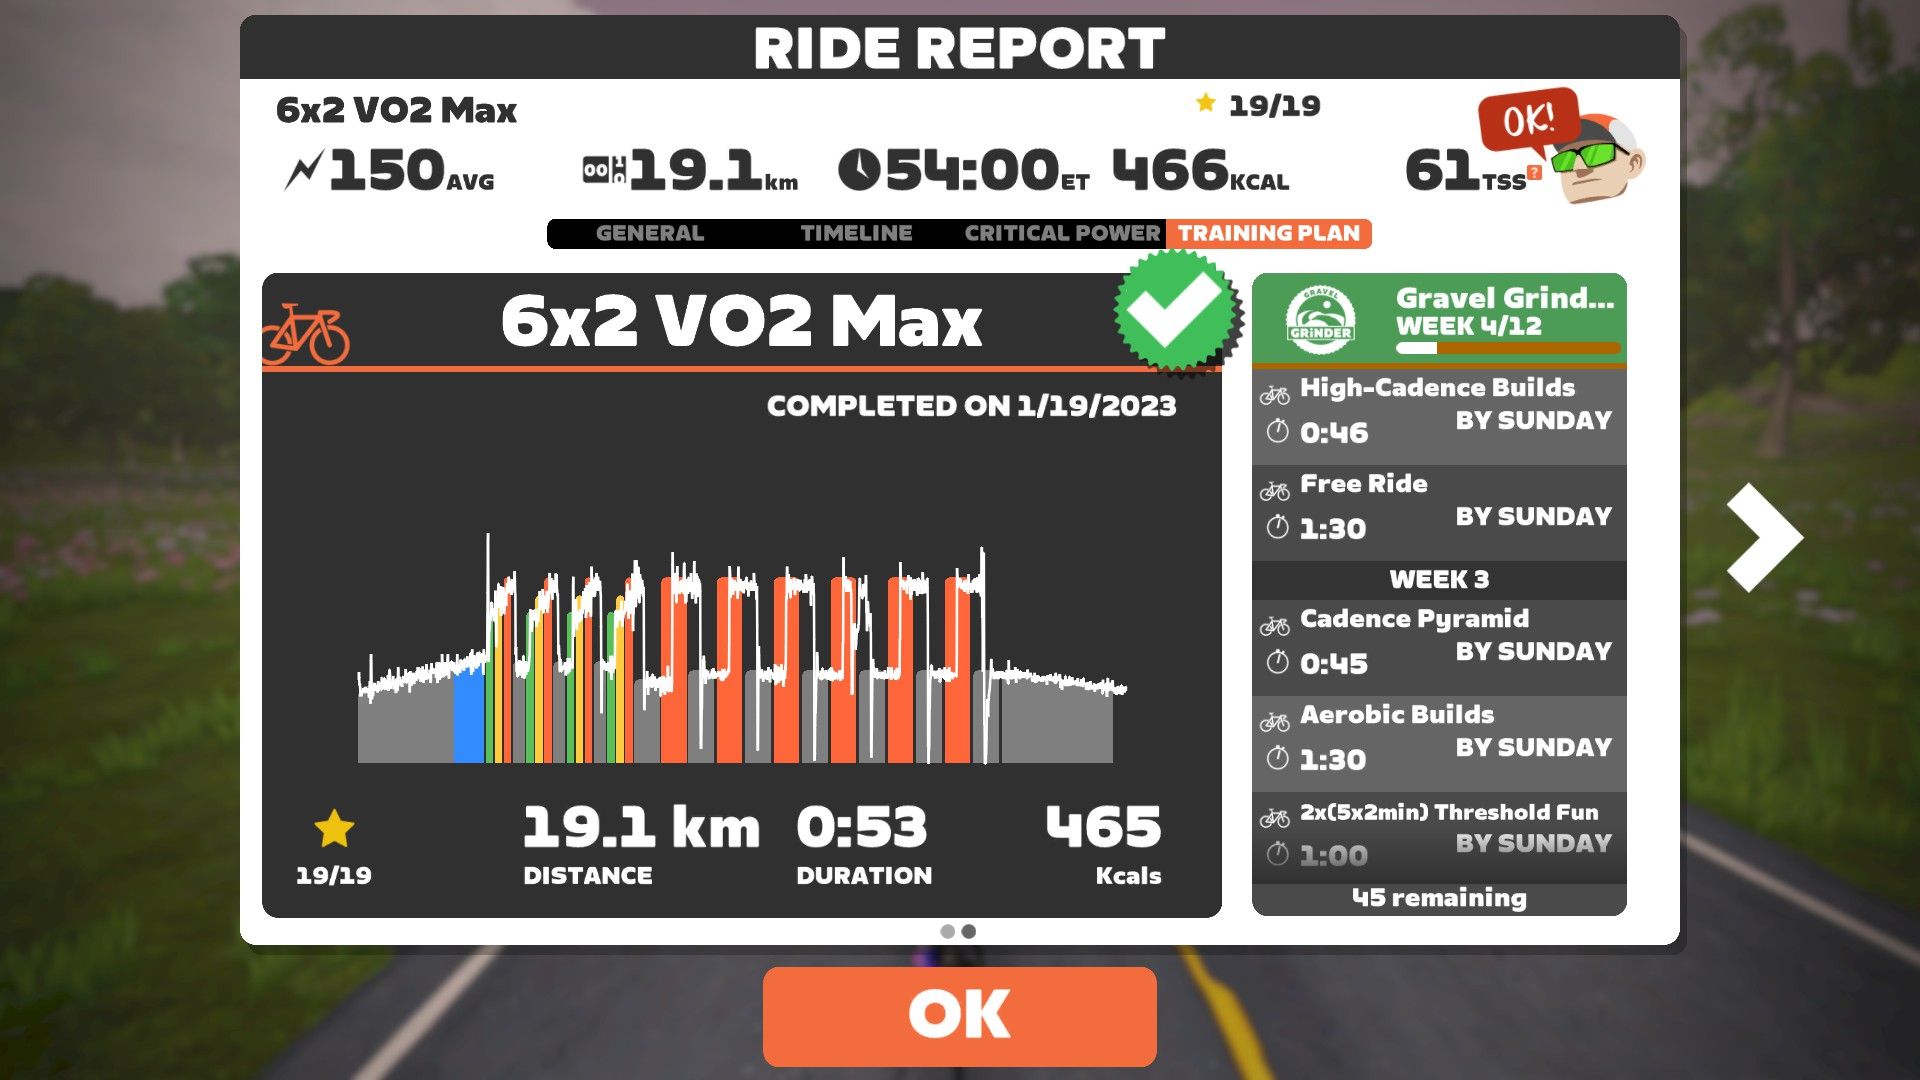 RIDE REPORT
6x2 VO2 Max
19/19
OK!
150AVG
19.1km
54:00ET
466KCAL
61TSS ?
GENERAL
TIMELINE
CRITICAL POWER
TRAINING PLAN
6x2 VO2 Max
COMPLETED ON 1/19/2023
19/19
19.1 km
DISTANCE
0:53
DURATION
465
Kcals
GRAVEL
GRINDER
Gravel Grind...
WEEK 4/12
High-Cadence Builds
BY SUNDAY
0:46
Free Ride
BY SUNDAY
1:30
WEEK 3
Cadence Pyramid
BY SUNDAY
0:45
Aerobic Builds
BY SUNDAY
1:30
2x(5x2min) Threshold Fun
BY SUNDAY
1:00
45 remaining
OK